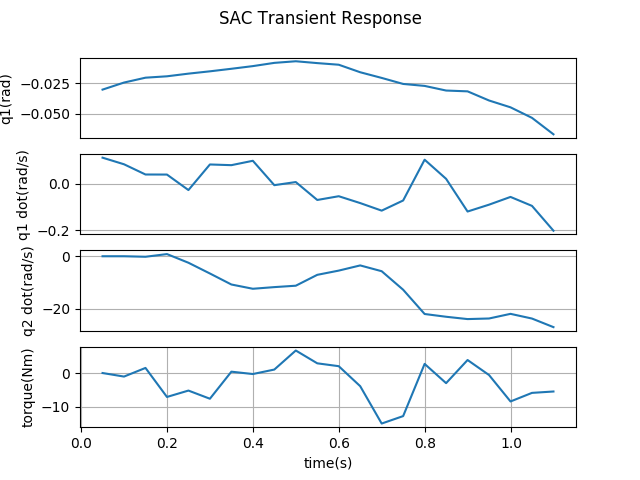 SAC Transient Response
q1(rad)
−0.025
−0.050
q1 dot(rad/s)
0.0
−0.2
q2 dot(rad/s)
0
−20
torque(Nm)
0
−10
0.0 0.2 0.4 0.6 0.8 1.0
time(s)